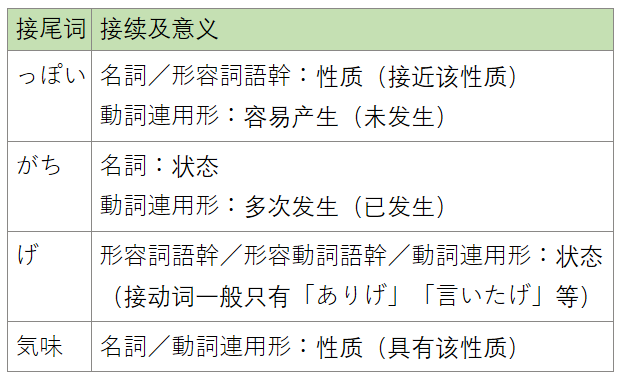 接尾词 接续及意义
っぽい 名詞／形容詞語幹：性质（接近该性质）
動詞連用形：容易产生（未发生）
がち 名詞：状态
動詞連用形：多次发生（已发生）
げ 形容詞語幹／形容動詞語幹／動詞連用形：状态
（接动词一般只有「ありげ」「言いたげ」等）
気味 名詞／動詞連用形：性质（具有该性质）